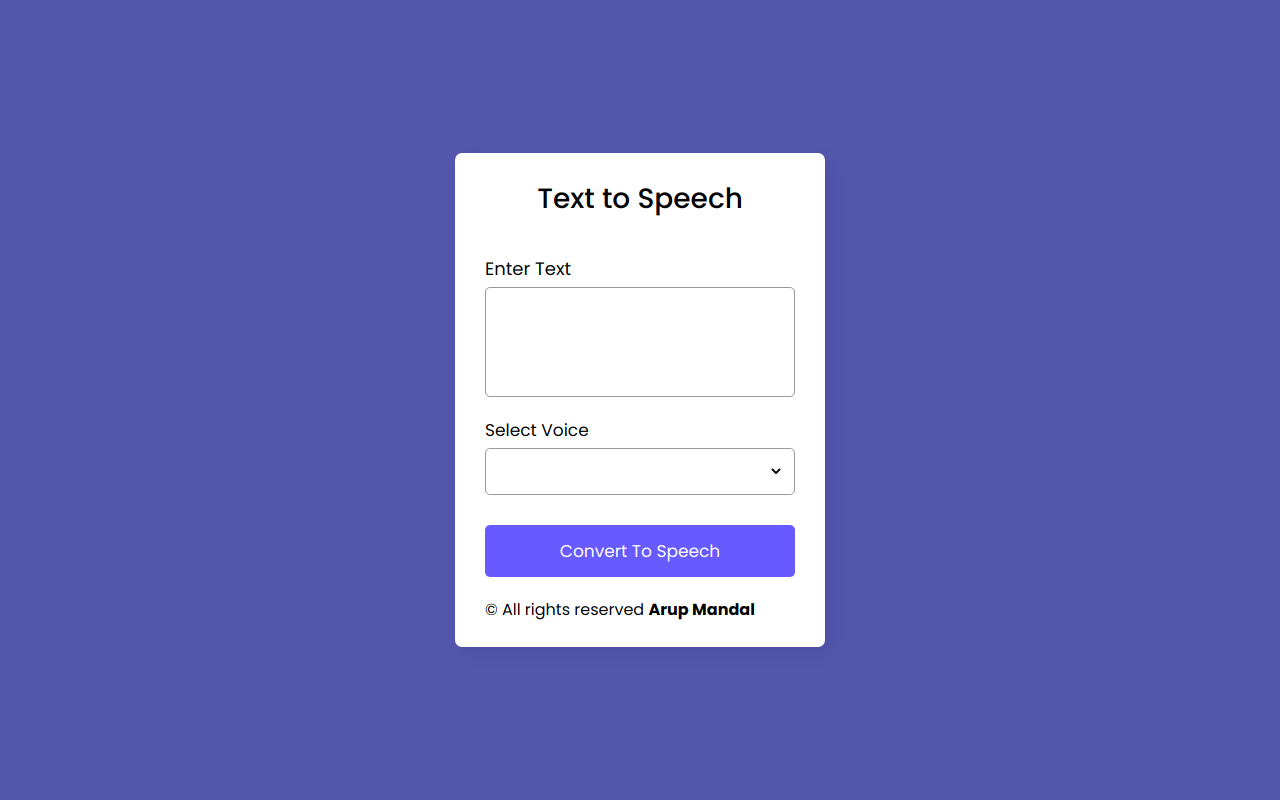 Text to Speech
Enter Text
Select Voice
Convert To Speech
© All rights reserved Arup Mandal